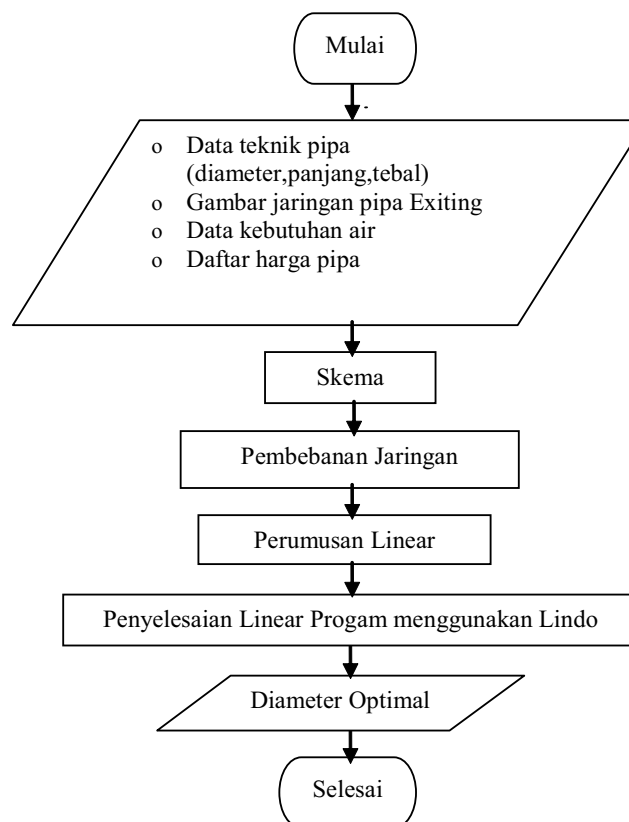 Mulai
o Data teknik pipa
(diameter,panjang,tebal)
o Gambar jaringan pipa Exiting
o Data kebutuhan air
o Daftar harga pipa
Skema
Pembebanan Jaringan
Perumusan Linear
Penyelesaian Linear Progam menggunakan Lindo
Diameter Optimal
Selesai